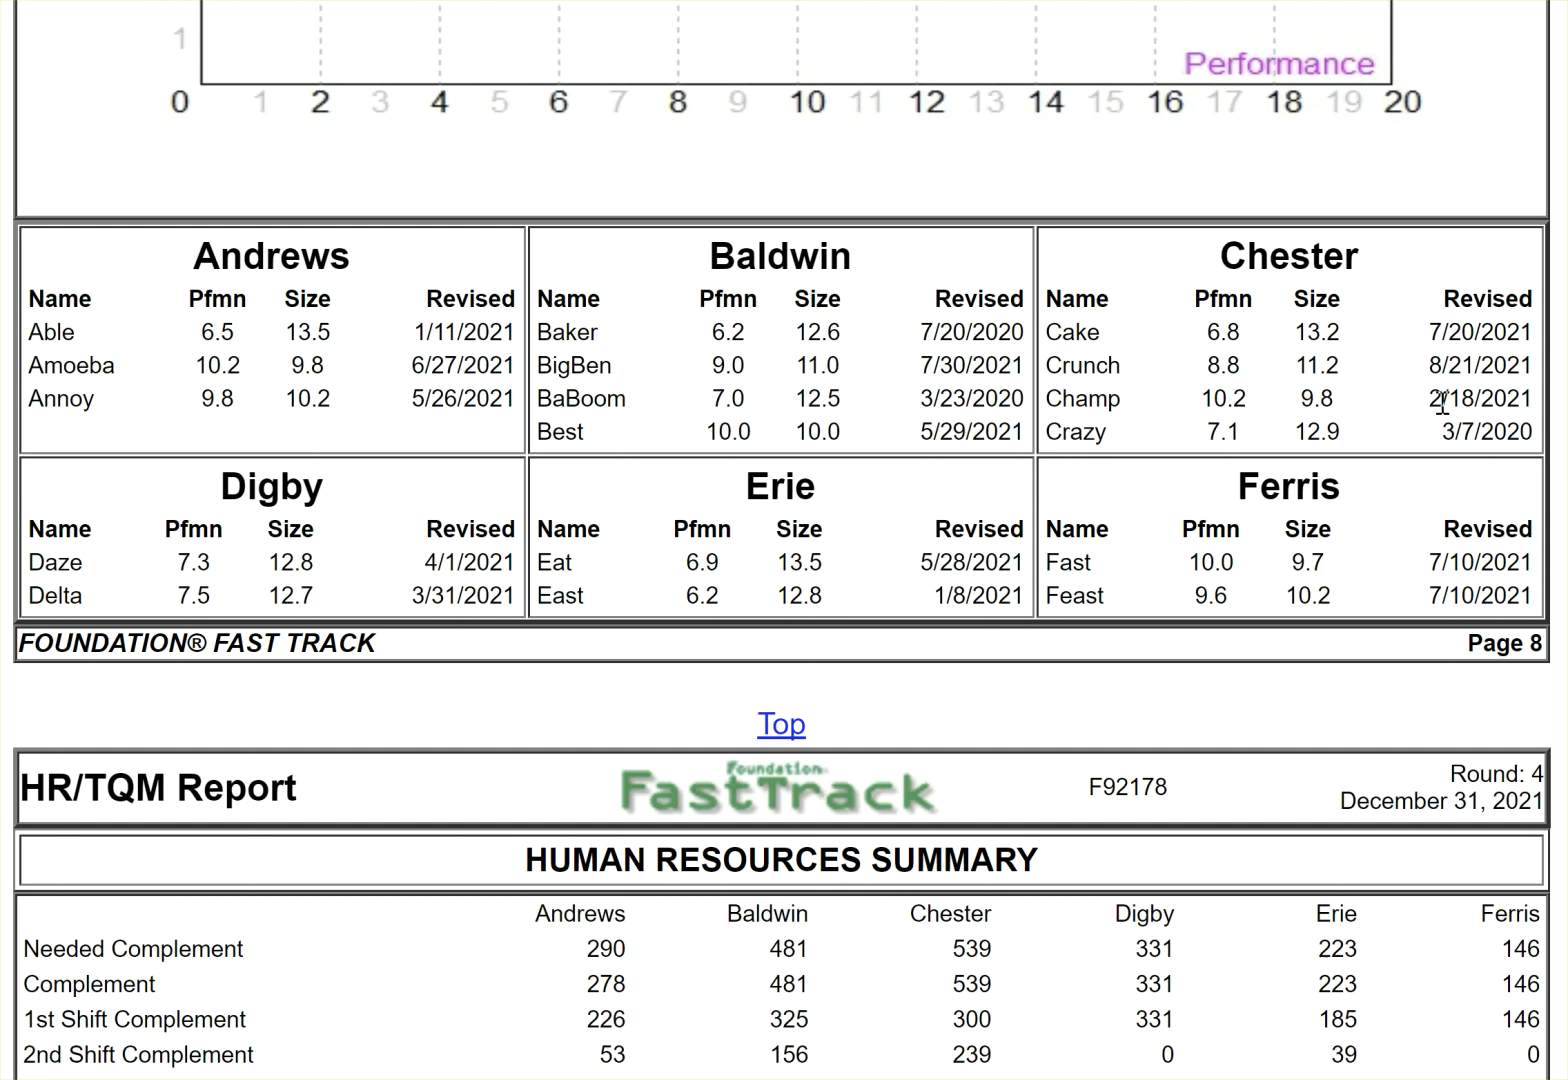 1
Performance
0 1 2 3 4 5 6 7 8 9 10 11 12 13 14 15 16 17 18 19 20
Andrews
Name Pfmn Size Revised
Able 6.5 13.5 1/11/2021
Amoeba 10.2 9.8 6/27/2021
Annoy 9.8 10.2 5/26/2021
Baldwin
Name Pfmn Size Revised
Baker 6.2 12.6 7/20/2020
BigBen 9.0 11.0 7/30/2021
BaBoom 7.0 12.5 3/23/2020
Best 10.0 10.0 5/29/2021
Chester
Name Pfmn Size Revised
Cake 6.8 13.2 7/20/2021
Crunch 8.8 11.2 8/21/2021
Champ 10.2 9.8 2/18/2021
Crazy 7.1 12.9 3/7/2020
Digby
Name Pfmn Size Revised
Daze 7.3 12.8 4/1/2021
Delta 7.5 12.7 3/31/2021
Erie
Name Pfmn Size Revised
Eat 6.9 13.5 5/28/2021
East 6.2 12.8 1/8/2021
Ferris
Name Pfmn Size Revised
Fast 10.0 9.7 7/10/2021
Feast 9.6 10.2 7/10/2021
FOUNDATION® FAST TRACK Page 8
Top
HR/TQM Report
Foundation
FastTrack
F92178
Round: 4
December 31, 2021
HUMAN RESOURCES SUMMARY
Andrews Baldwin Chester Digby Erie Ferris
Needed Complement 290 481 539 331 223 146
Complement 278 481 539 331 223 146
1st Shift Complement 226 325 300 331 185 146
2nd Shift Complement 53 156 239 0 39 0